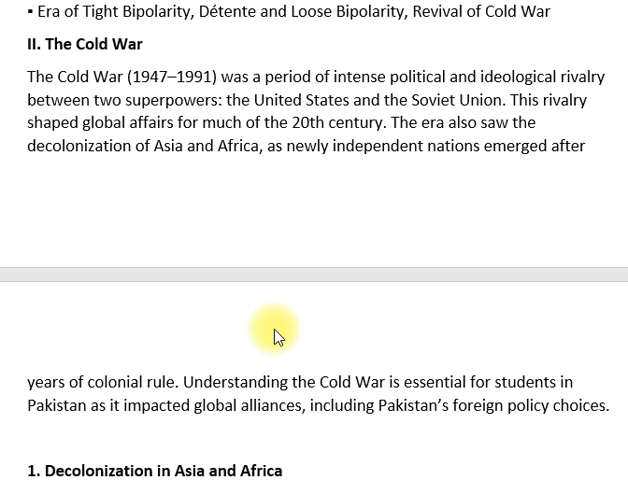 ▪ Era of Tight Bipolarity, Détente and Loose Bipolarity, Revival of Cold War
II. The Cold War
The Cold War (1947–1991) was a period of intense political and ideological rivalry
between two superpowers: the United States and the Soviet Union. This rivalry
shaped global affairs for much of the 20th century. The era also saw the
decolonization of Asia and Africa, as newly independent nations emerged after
years of colonial rule. Understanding the Cold War is essential for students in
Pakistan as it impacted global alliances, including Pakistan’s foreign policy choices.
1. Decolonization in Asia and Africa